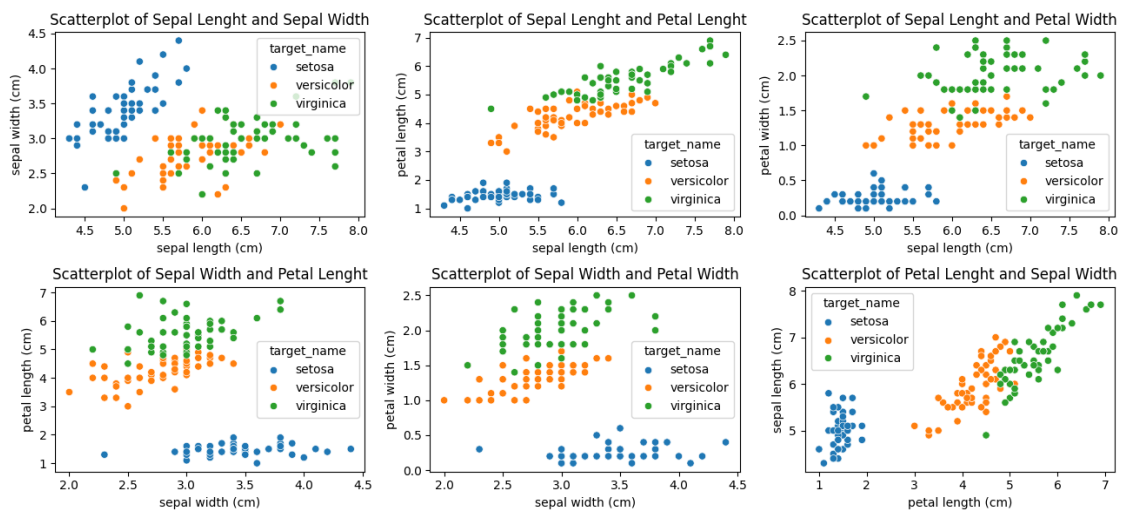 Scatterplot of Sepal Lenght and Sepal Width
4.5
4.0
3.5
3.0
2.5
2.0
sepal width (cm)
target_name
setosa
versicolor
virginica
4.5 5.0 5.5 6.0 6.5 7.0 7.5 8.0
sepal length (cm)
Scatterplot of Sepal Lenght and Petal Lenght
7
6
5
4
3
2
1
petal length (cm)
target_name
setosa
versicolor
virginica
4.5 5.0 5.5 6.0 6.5 7.0 7.5 8.0
sepal length (cm)
Scatterplot of Sepal Lenght and Petal Width
2.5
2.0
1.5
1.0
0.5
0.0
petal width (cm)
target_name
setosa
versicolor
virginica
4.5 5.0 5.5 6.0 6.5 7.0 7.5 8.0
sepal length (cm)
Scatterplot of Sepal Width and Petal Lenght
7
6
5
4
3
2
1
petal length (cm)
target_name
setosa
versicolor
virginica
2.0 2.5 3.0 3.5 4.0 4.5
sepal width (cm)
Scatterplot of Sepal Width and Petal Width
2.5
2.0
1.5
1.0
0.5
0.0
petal width (cm)
target_name
setosa
versicolor
virginica
2.0 2.5 3.0 3.5 4.0 4.5
sepal width (cm)
Scatterplot of Petal Lenght and Sepal Width
8
7
6
5
sepal length (cm)
target_name
setosa
versicolor
virginica
1 2 3 4 5 6 7
petal length (cm)